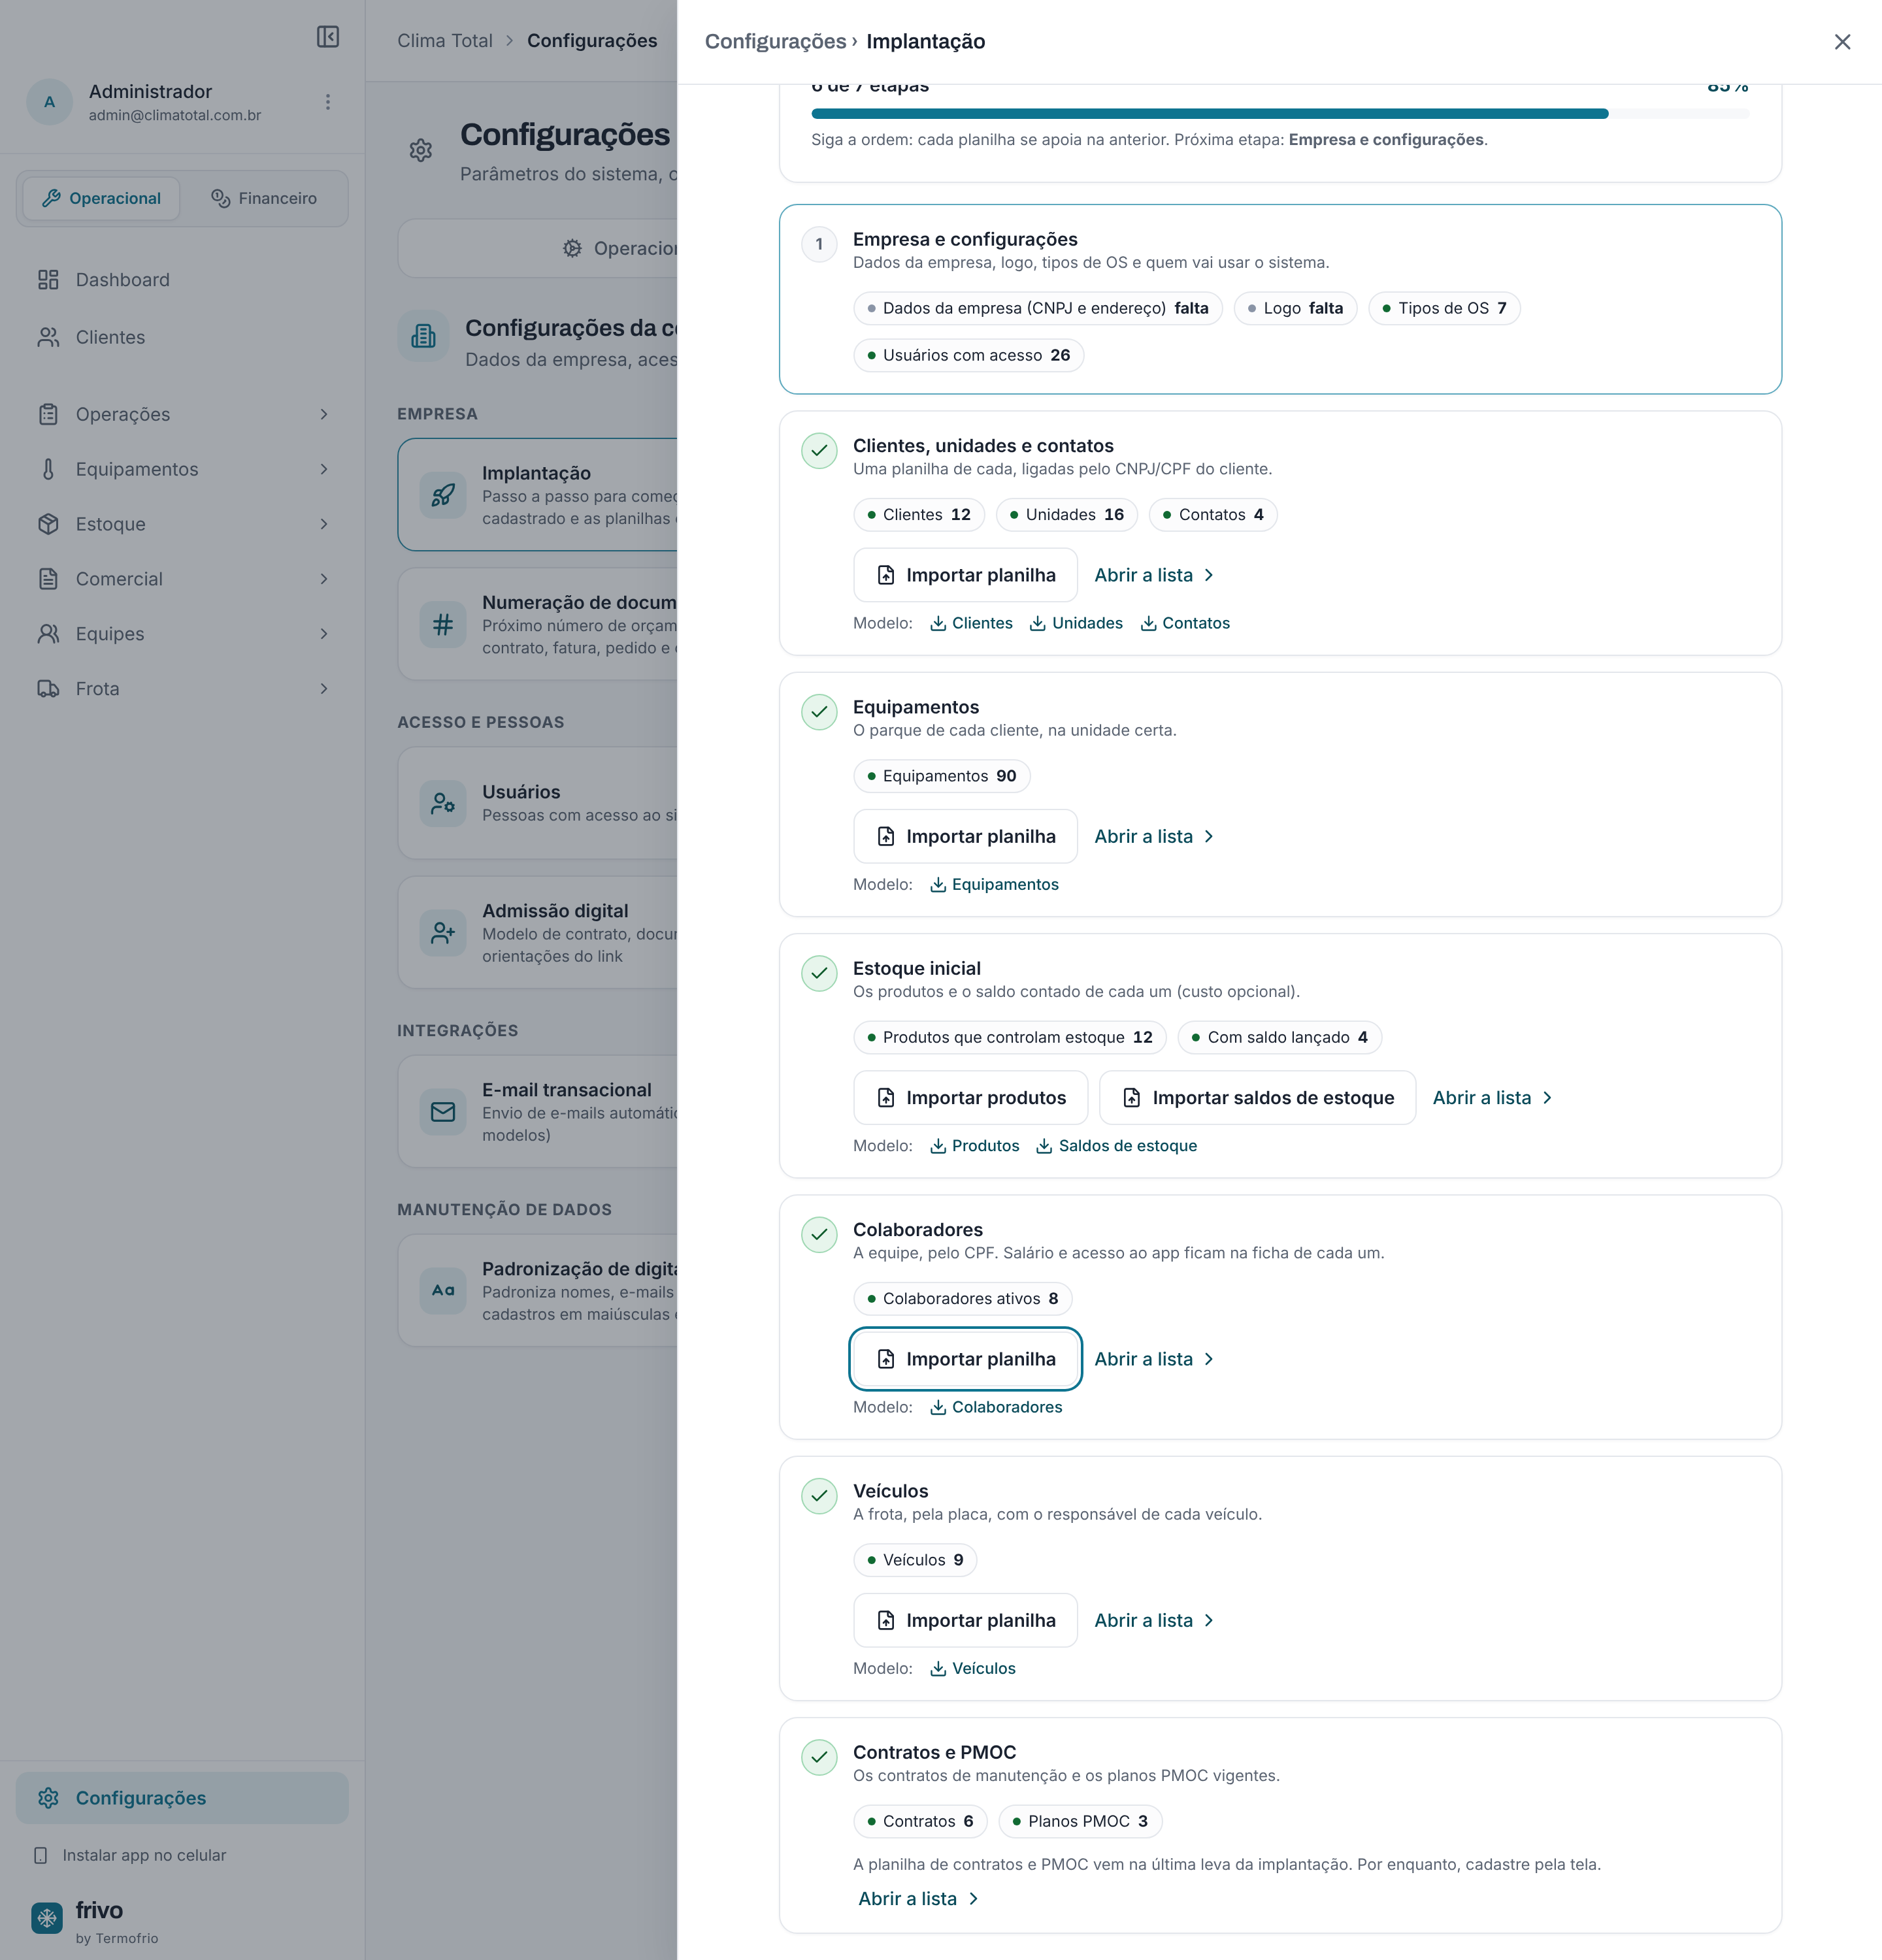 A
Administrador
admin@climatotal.com.br
Operacional
Financeiro
Dashboard
Clientes
Operações
Equipamentos
Estoque
Comercial
Equipes
Frota
Configurações
Instalar app no celular
frivo
by Termofrio
Clima Total > Configurações
Configurações
Parâmetros do sistema,
Operacion
Configurações da
Dados da empresa, aces
EMPRESA
Implantação
Passo a passo para come
cadastrado e as planilhas
Numeração de docum
Próximo número de orçam
contrato, fatura, pedido e
ACESSO E PESSOAS
Usuários
Pessoas com acesso ao si
Admissão digital
Modelo de contrato, docu
orientações do link
INTEGRAÇÕES
E-mail transacional
Envio de e-mails automátic
modelos)
MANUTENÇÃO DE DADOS
Aa
Padronização de digita
Padroniza nomes, e-mails
cadastros em maiúsculas
Configurações › Implantação
6 de 7 etapas
85%
Siga a ordem: cada planilha se apoia na anterior. Próxima etapa: Empresa e configurações.
1
Empresa e configurações
Dados da empresa, logo, tipos de OS e quem vai usar o sistema.
Dados da empresa (CNPJ e endereço) falta
Logo falta
Tipos de OS 7
Usuários com acesso 26
Clientes, unidades e contatos
Uma planilha de cada, ligadas pelo CNPJ/CPF do cliente.
Clientes 12
Unidades 16
Contatos 4
Importar planilha
Abrir a lista
Modelo: Clientes Unidades Contatos
Equipamentos
O parque de cada cliente, na unidade certa.
Equipamentos 90
Importar planilha
Abrir a lista
Modelo: Equipamentos
Estoque inicial
Os produtos e o saldo contado de cada um (custo opcional).
Produtos que controlam estoque 12
Com saldo lançado 4
Importar produtos
Importar saldos de estoque
Abrir a lista
Modelo: Produtos Saldos de estoque
Colaboradores
A equipe, pelo CPF. Salário e acesso ao app ficam na ficha de cada um.
Colaboradores ativos 8
Importar planilha
Abrir a lista
Modelo: Colaboradores
Veículos
A frota, pela placa, com o responsável de cada veículo.
Veículos 9
Importar planilha
Abrir a lista
Modelo: Veículos
Contratos e PMOC
Os contratos de manutenção e os planos PMOC vigentes.
Contratos 6
Planos PMOC 3
A planilha de contratos e PMOC vem na última leva da implantação. Por enquanto, cadastre pela tela.
Abrir a lista